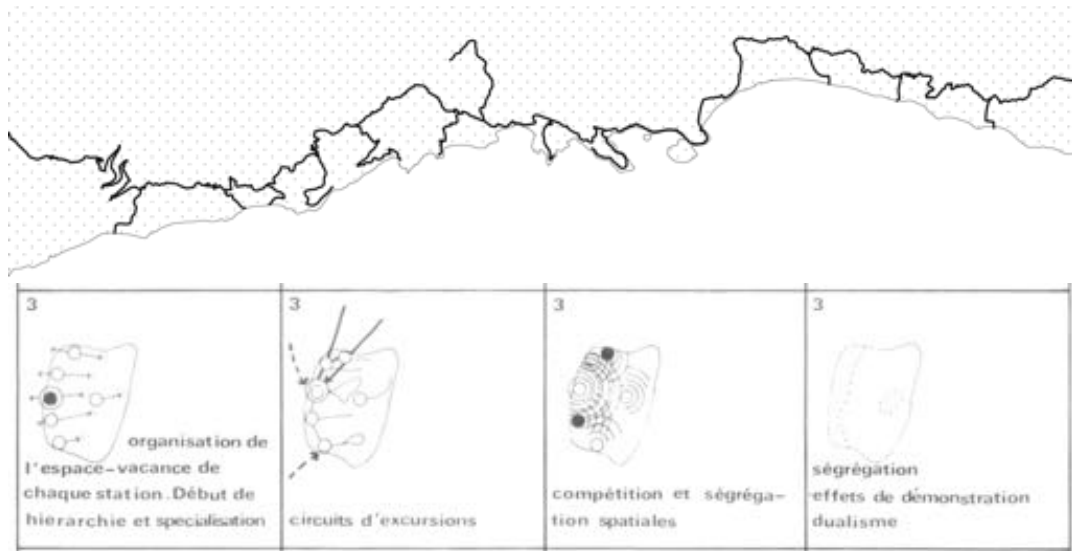 3
organisation de
l'espace-vacance de
chaque station. Début de
hierarchie et specialisation
3
circuits d'excursions
3
compétition et ségréga-
tion spatiales
3
ségrégation
effets de démonstration
dualisme